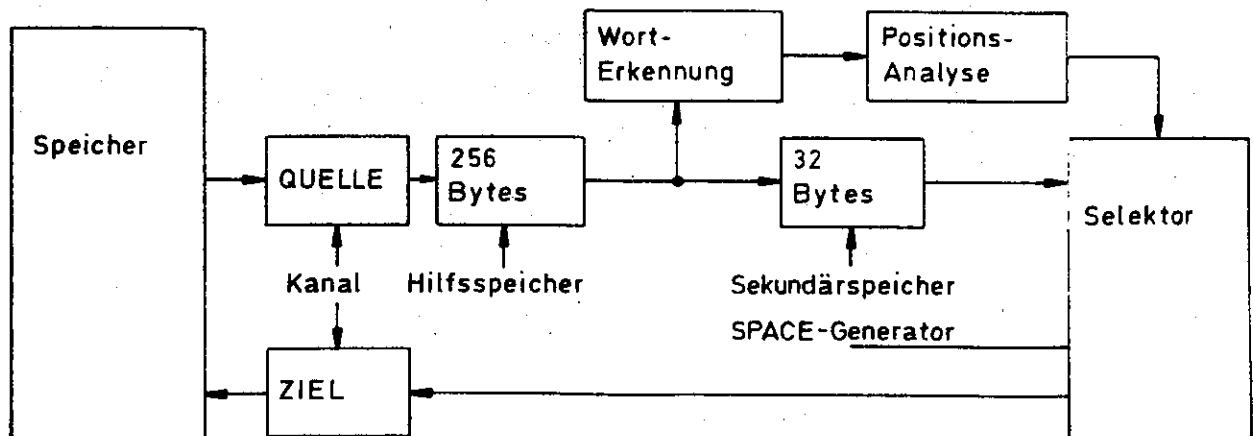 Wort-
Erkennung
Positions-
Analyse
Speicher
QUELLE
256
Bytes
32
Bytes
Selektor
Kanal
Hilfsspeicher
Sekundärspeicher
SPACE-Generator
ZIEL